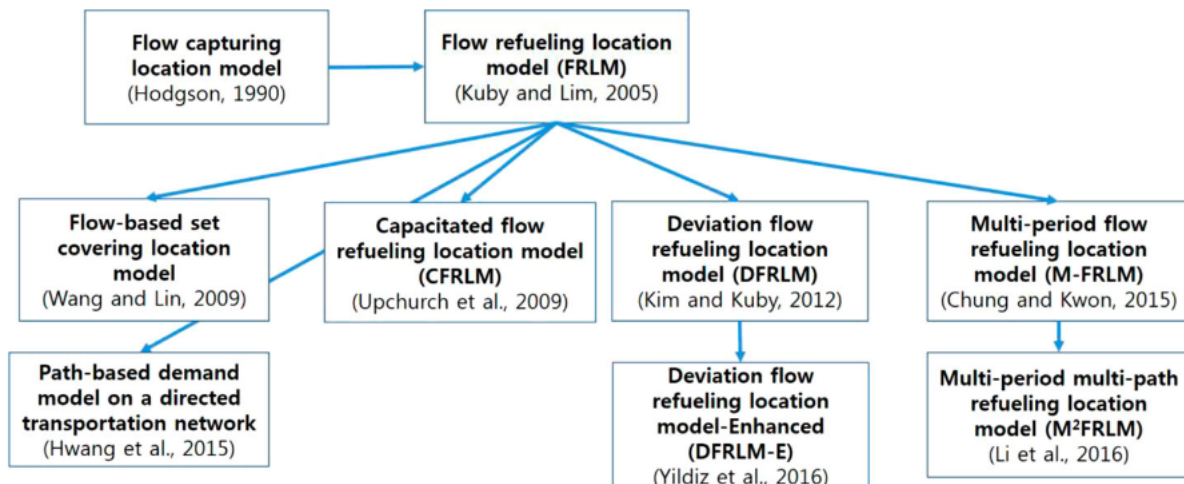 Flow capturing
location model
(Hodgson, 1990)
Flow refueling location
model (FRLM)
(Kuby and Lim, 2005)
Flow-based set
covering location
model
(Wang and Lin, 2009)
Capacitated flow
refueling location model
(CFRLM)
(Upchurch et al., 2009)
Deviation flow
refueling location
model (DFRLM)
(Kim and Kuby, 2012)
Multi-period flow
refueling location
model (M-FRLM)
(Chung and Kwon, 2015)
Path-based demand
model on a directed
transportation network
(Hwang et al., 2015)
Deviation flow
refueling location
model-Enhanced
(DFRLM-E)
(Yildiz et al., 2016)
Multi-period multi-path
refueling location
model (M²FRLM)
(Li et al., 2016)